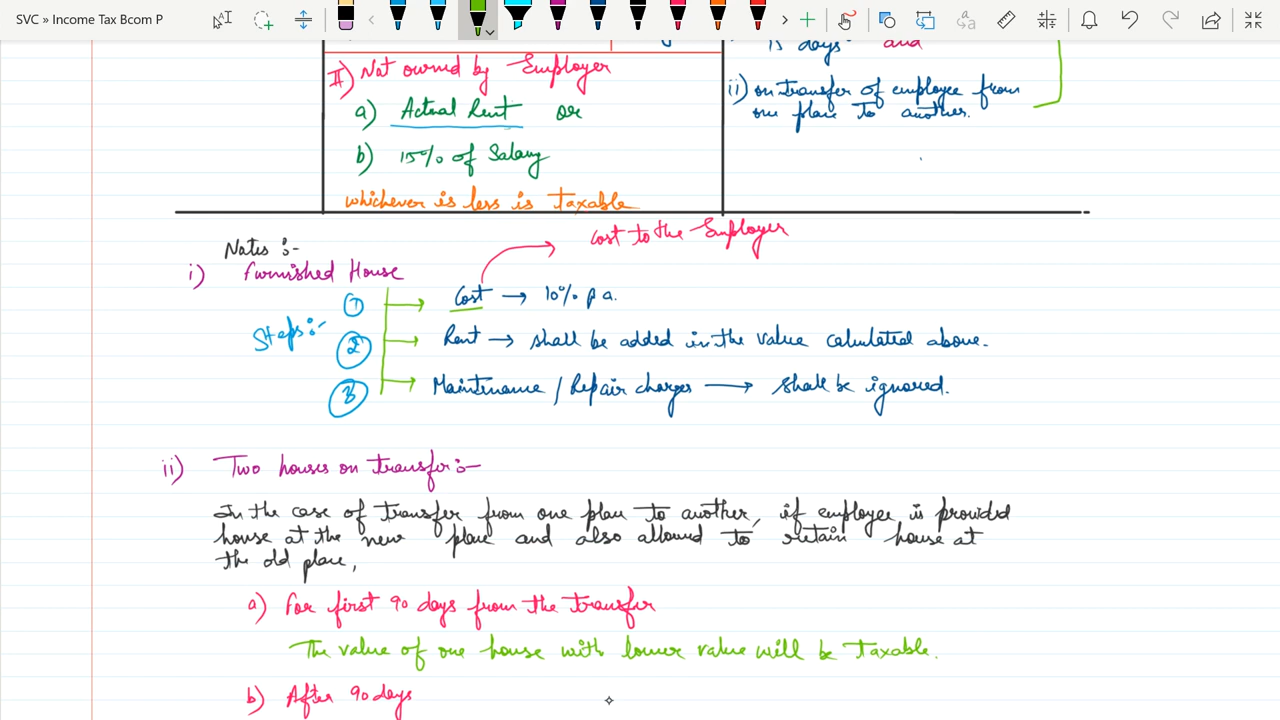 SVC » Income Tax Bcom P
15 days and
II) Not owned by Employer
a) Actual Rent or
b) 15% of Salary
whichever is less is taxable
ii) on transfer of employee from
one place to another.
Notes :-
Cost to the Employer
i) Furnished House
Steps:-
① Cost → 10% p a.
② Rent → shall be added in the value calculated above.
③ Maintenance / Repair charges → shall be ignored.
ii) Two houses on transfer:-
In the case of transfer from one place to another, if employee is provided
house at the new place and also allowed to retain house at
the old place,
a) For first 90 days from the transfer
The value of one house with lower value will be taxable.
b) After 90 days